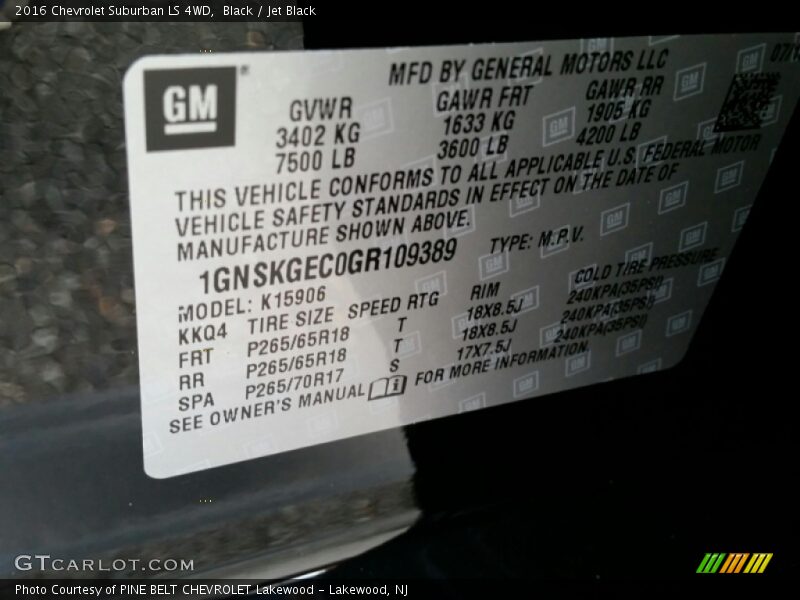 2016 Chevrolet Suburban LS 4WD, Black / Jet Black
GM
MFD BY GENERAL MOTORS LLC
GVWR GAWR FRT GAWR RR
3402 KG 1633 KG 1905 KG
7500 LB 3600 LB 4200 LB
THIS VEHICLE CONFORMS TO ALL APPLICABLE U.S. FEDERAL MOTOR
VEHICLE SAFETY STANDARDS IN EFFECT ON THE DATE OF
MANUFACTURE SHOWN ABOVE.
1GNSKGEC0GR109389 TYPE: M.P.V.
MODEL: K15906
KKQ4 TIRE SIZE SPEED RTG RIM COLD TIRE PRESSURE
FRT P265/65R18 T 18X8.5J 240KPA(35PSI)
RR P265/65R18 T 18X8.5J 240KPA(35PSI)
SPA P265/70R17 S 17X7.5J 240KPA(35PSI)
SEE OWNER'S MANUAL FOR MORE INFORMATION.
GTCARLOT.COM
Photo Courtesy of PINE BELT CHEVROLET Lakewood - Lakewood, NJ